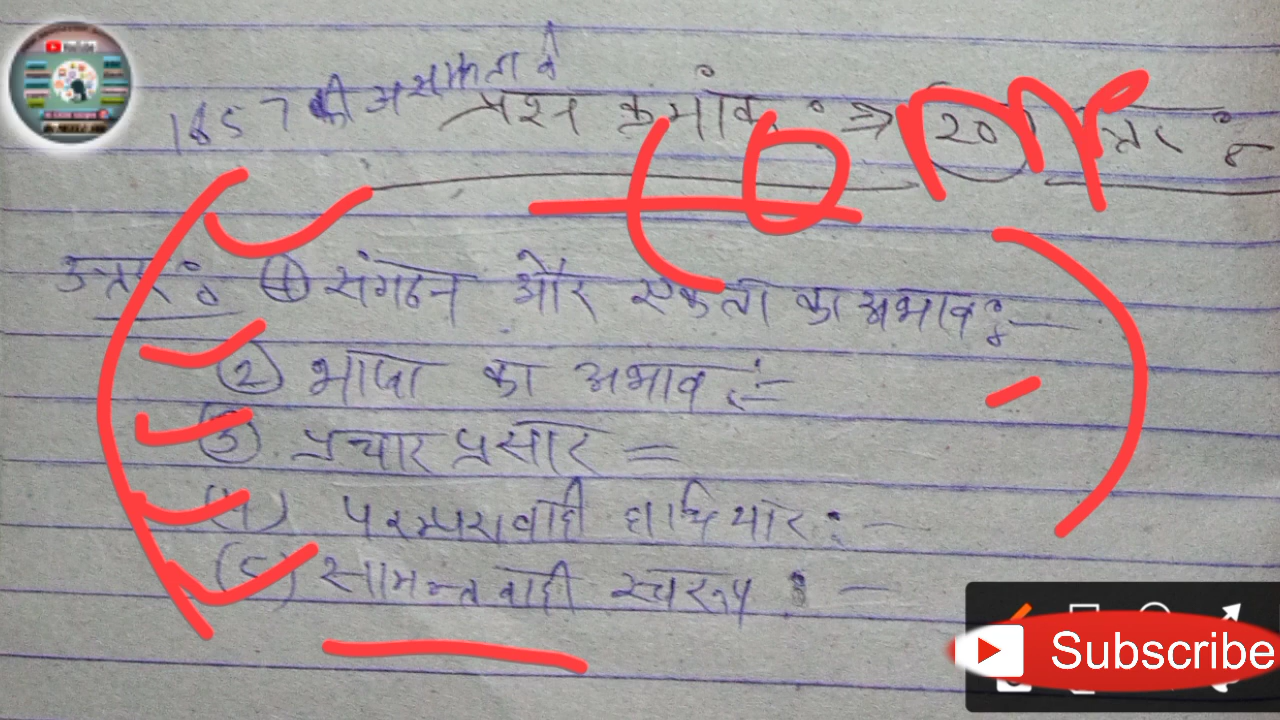 1857 की असफलता के
प्रश्न क्रमांक : ⇒ 20 उत्तर :
उत्तर : ① संगठन और एकता का अभाव :—
② भाषा का अभाव :=
③ प्रचार प्रसार =
(4) परम्परावादी हाथियार : —
(5) सामन्तवादी स्वरूप : —
Subscribe